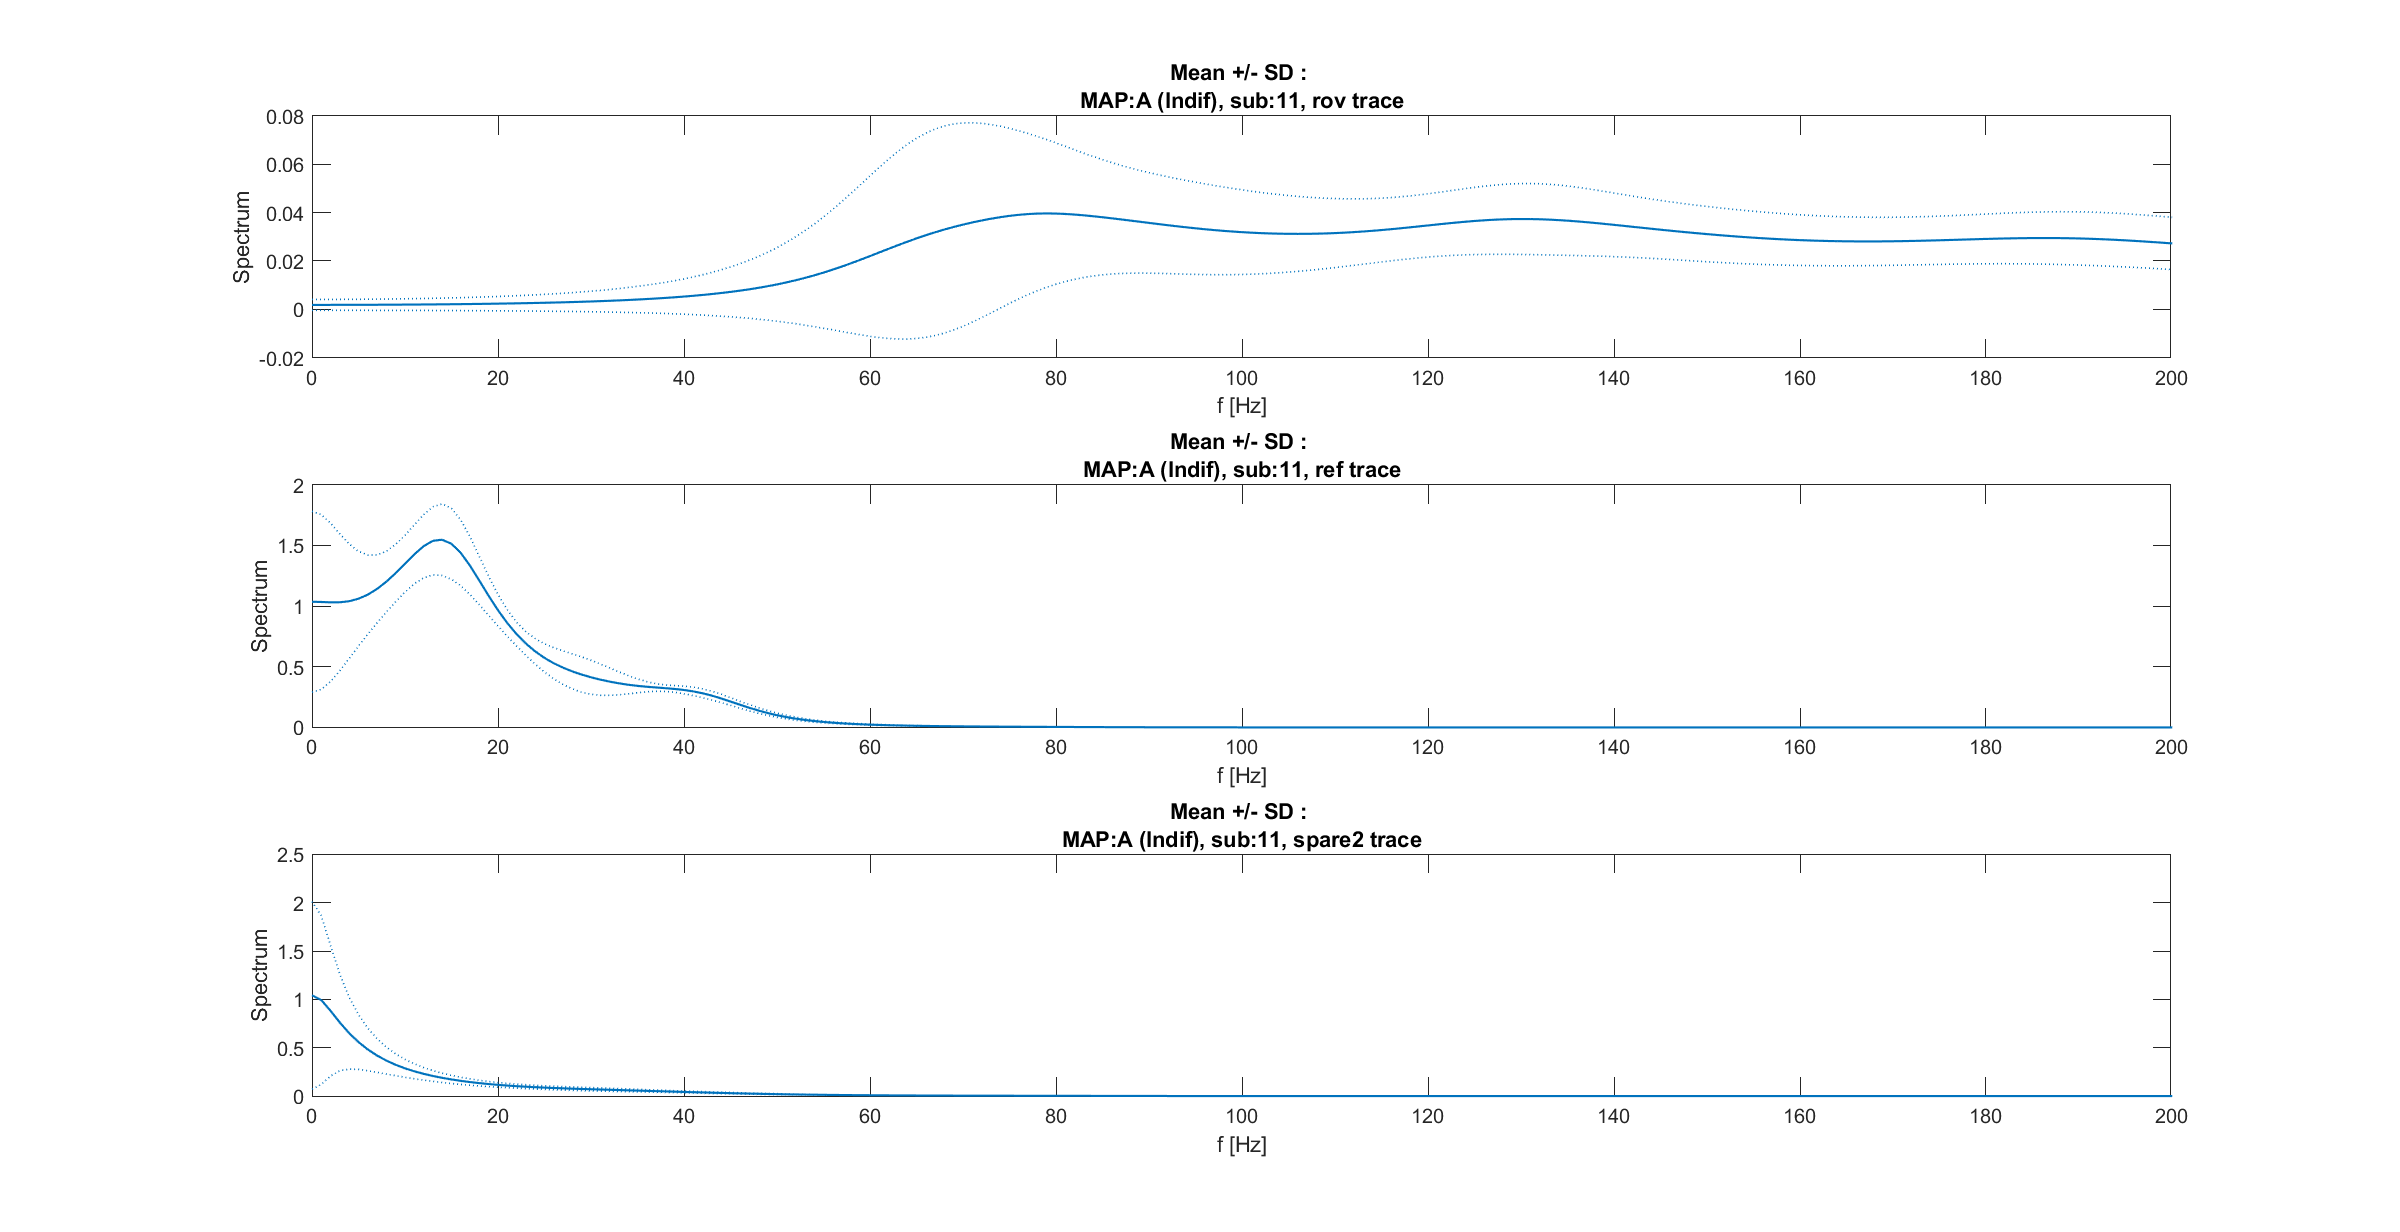 Mean +/- SD :
MAP:A (Indif), sub:11, rov trace
0.08
0.06
0.04
0.02
0
-0.02
Spectrum
0 20 40 60 80 100 120 140 160 180 200
f [Hz]
Mean +/- SD :
MAP:A (Indif), sub:11, ref trace
2
1.5
1
0.5
0
Spectrum
0 20 40 60 80 100 120 140 160 180 200
f [Hz]
Mean +/- SD :
MAP:A (Indif), sub:11, spare2 trace
2.5
2
1.5
1
0.5
0
Spectrum
0 20 40 60 80 100 120 140 160 180 200
f [Hz]